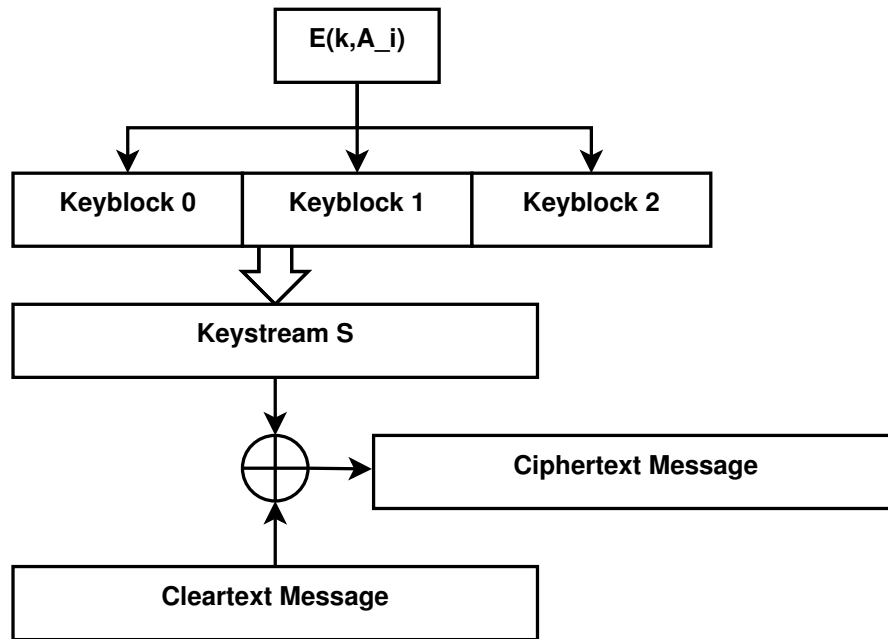 E(k,A_i)
Keyblock 0
Keyblock 1
Keyblock 2
Keystream S
Ciphertext Message
Cleartext Message